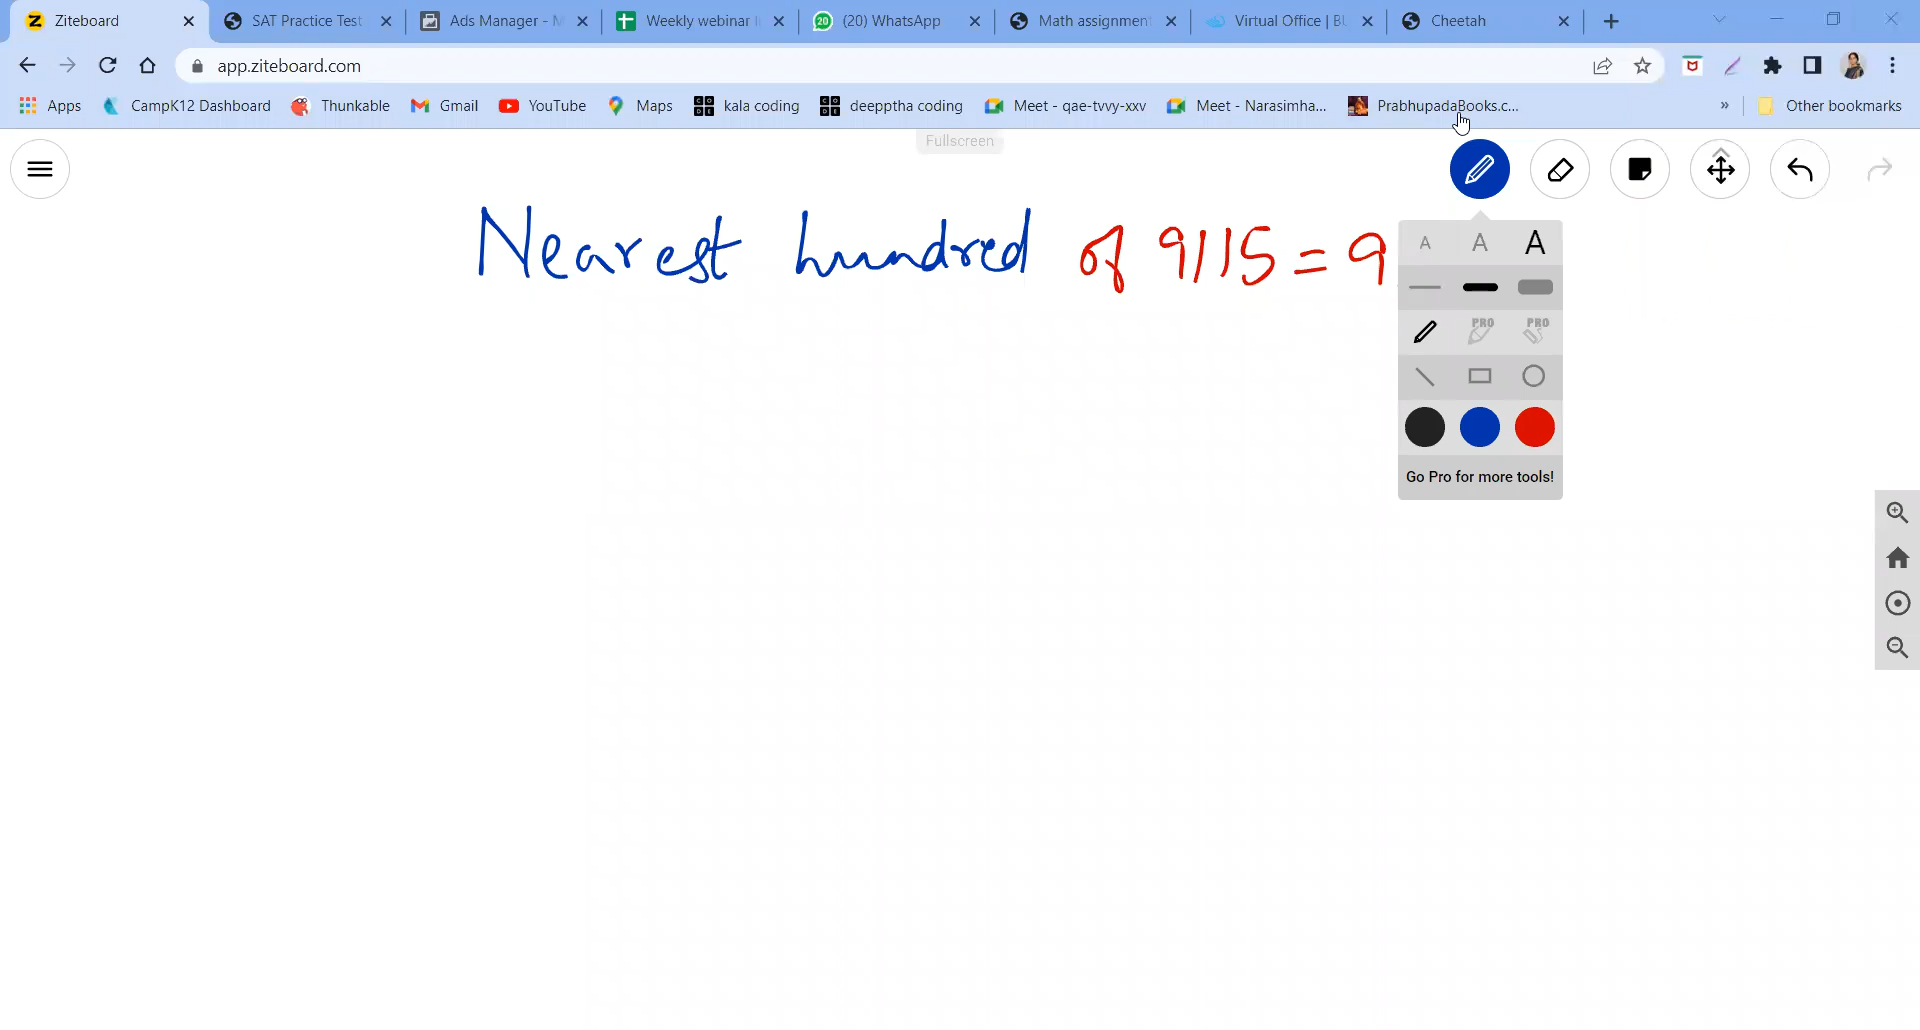 Ziteboard SAT Practice Test Ads Manager - M Weekly webinar (20) WhatsApp Math assignment Virtual Office | Bu Cheetah
app.ziteboard.com
Apps CampK12 Dashboard Thunkable Gmail YouTube Maps kala coding deepptha coding Meet - qae-tvvy-xxv Meet - Narasimha... PrabhupadaBooks.c... » Other bookmarks
Fullscreen
Nearest hundred of 9115 = 9
A A A
PRO PRO
Go Pro for more tools!